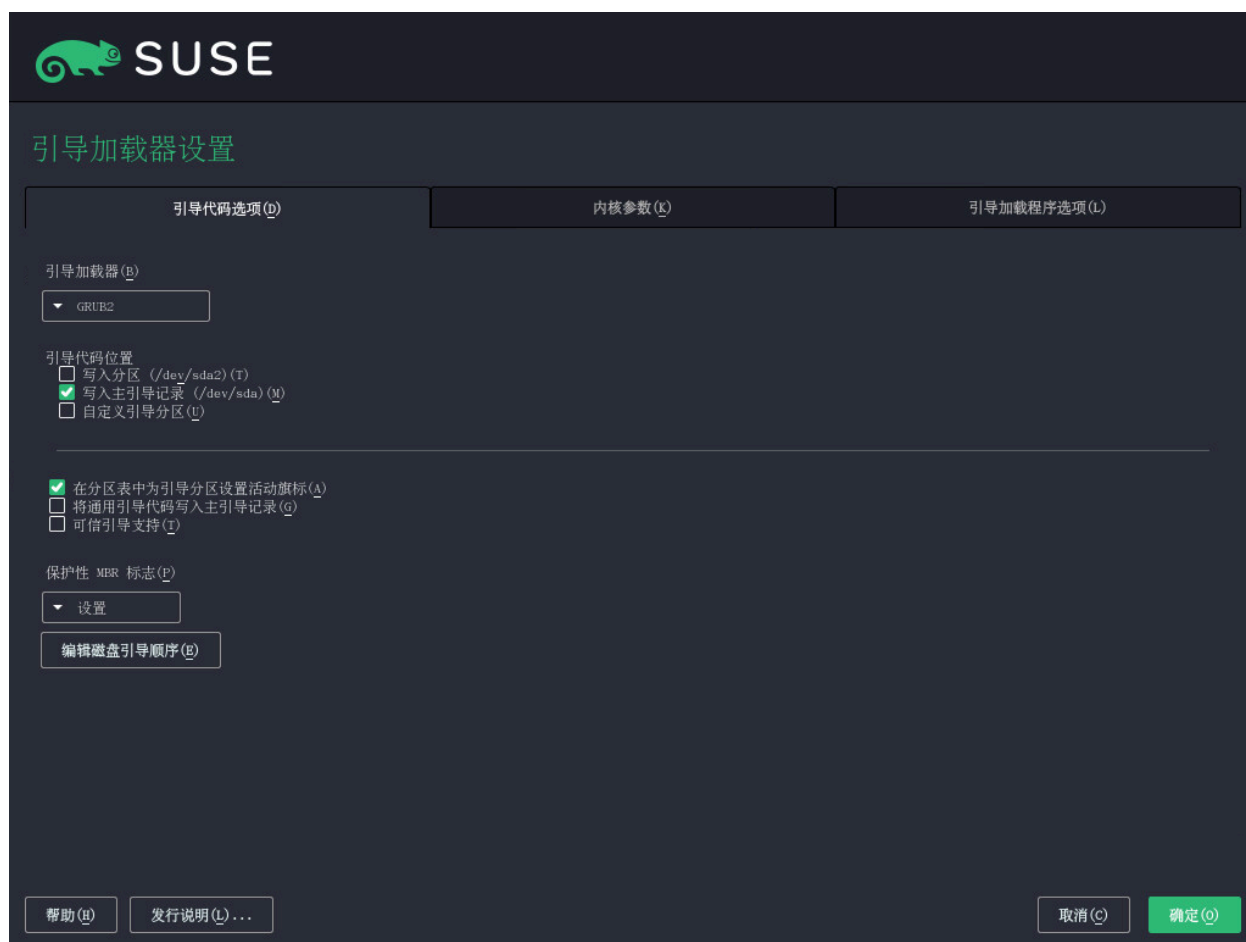 SUSE
引导加载器设置
引导代码选项(D)
内核参数(K)
引导加载程序选项(L)
引导加载器(B)
GRUB2
引导代码位置
写入分区 (/dev/sda2)(T)
写入主引导记录 (/dev/sda)(M)
自定义引导分区(U)
在分区表中为引导分区设置活动旗标(A)
将通用引导代码写入主引导记录(G)
可信引导支持(I)
保护性 MBR 标志(P)
设置
编辑磁盘引导顺序(E)
帮助(H)
发行说明(L)...
取消(C)
确定(O)